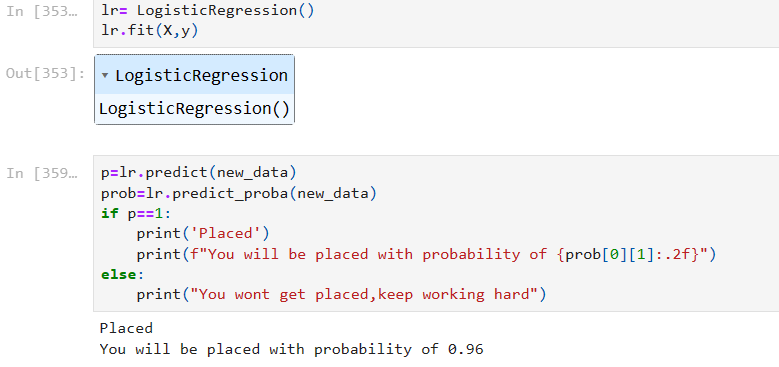 In [353…
lr= LogisticRegression()
lr.fit(X,y)
Out[353]:
▾ LogisticRegression
LogisticRegression()
In [359…
p=lr.predict(new_data)
prob=lr.predict_proba(new_data)
if p==1:
    print('Placed')
    print(f"You will be placed with probability of {prob[0][1]:.2f}")
else:
    print("You wont get placed,keep working hard")
Placed
You will be placed with probability of 0.96